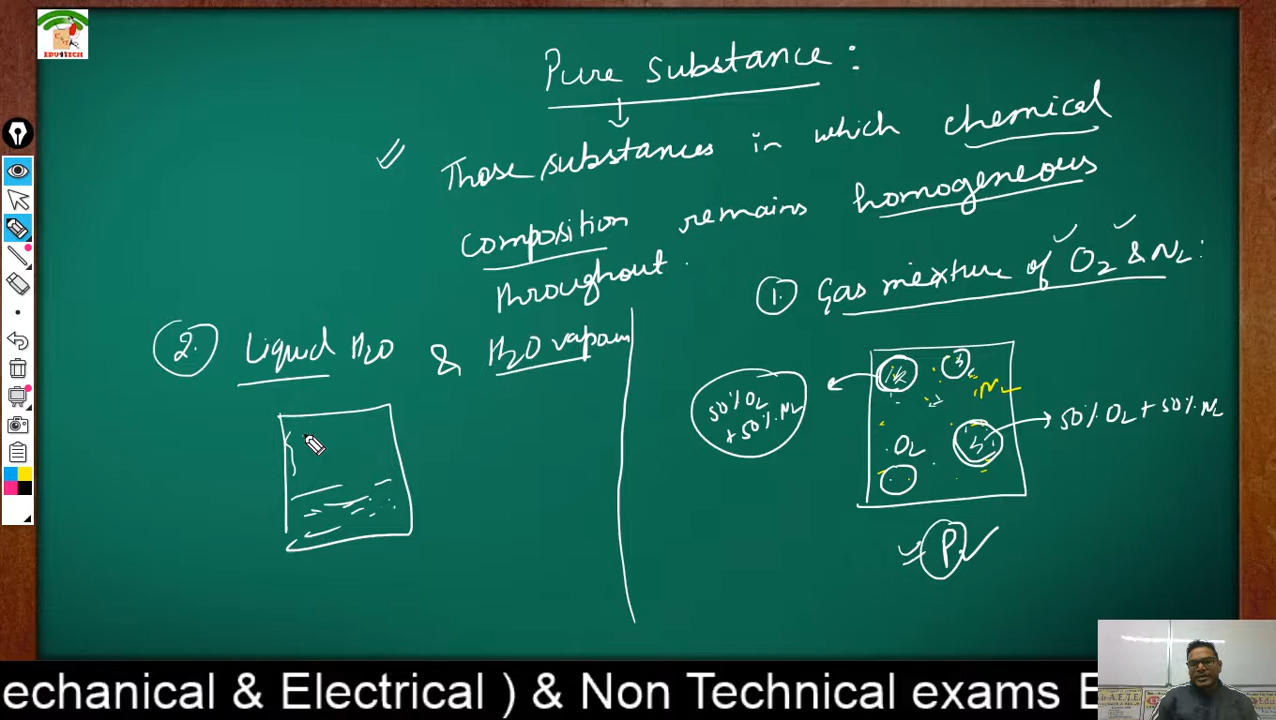 EDU4TECH
Pure substance:
Those substances in which chemical
composition remains homogeneous
throughout.
1. Gas mixture of O2 & N2:
2. Liquid H2O & H2O vapour
50% O2
+ 50% N2
O2
50% O2 + 50% N2
P
echanical & Electrical ) & Non Technical exams E